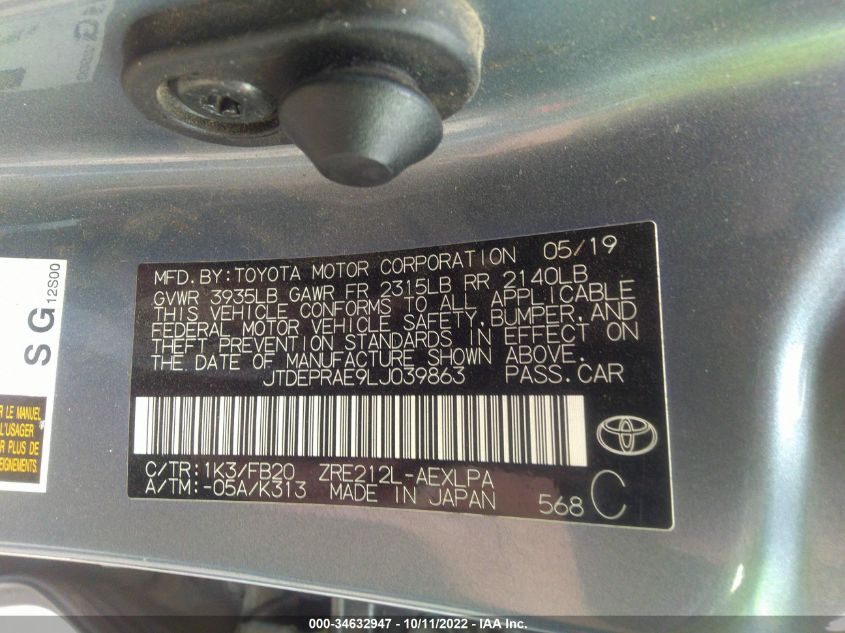 MFD.BY:TOYOTA MOTOR CORPORATION 05/19
GVWR 3935LB GAWR FR 2315LB RR 2140LB
THIS VEHICLE CONFORMS TO ALL APPLICABLE
FEDERAL MOTOR VEHICLE SAFETY, BUMPER, AND
THEFT PREVENTION STANDARDS IN EFFECT ON
THE DATE OF MANUFACTURE SHOWN ABOVE.
JTDEPRAE9LJ039863 PASS.CAR
C/TR:1K3/FB20 ZRE212L-AEXLPA
A/TM:-05A/K313 MADE IN JAPAN 568 C
SG
12S00
LE MANUEL
L'USAGER
PLUS DE
000-34632947 - 10/11/2022 - IAA Inc.